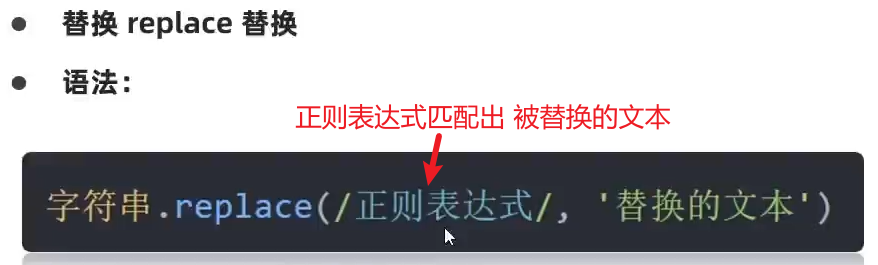 替换 replace 替换
语法：
正则表达式匹配出 被替换的文本
字符串.replace(/正则表达式/, '替换的文本')